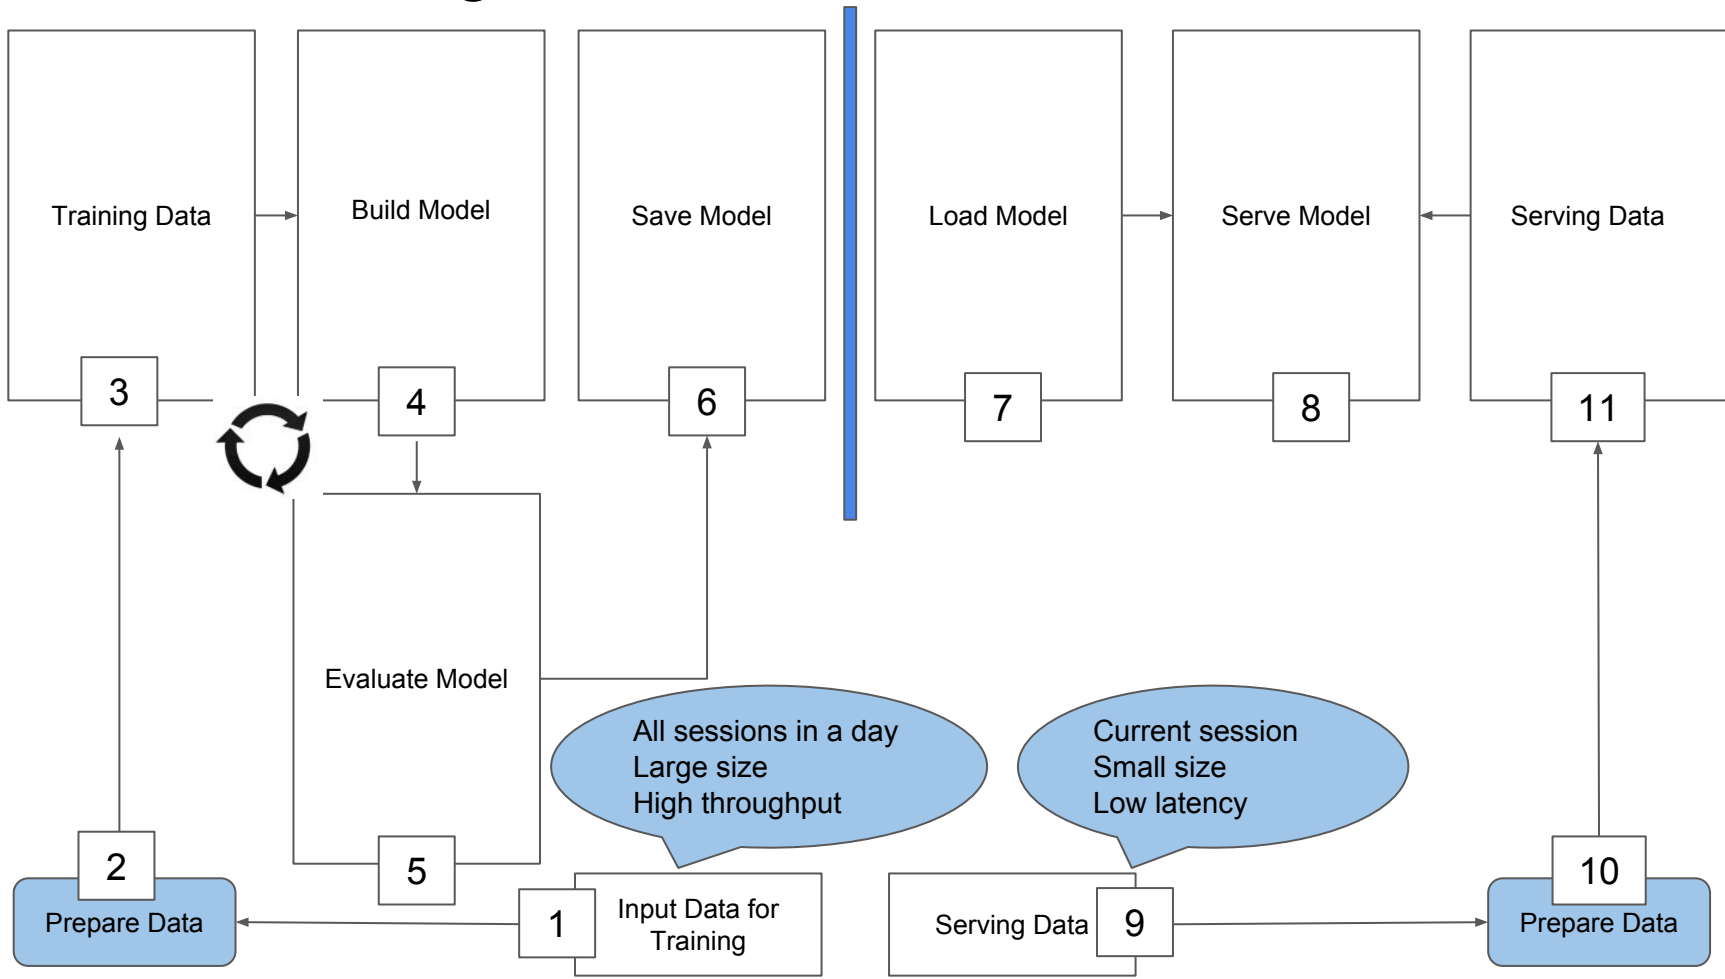 Training Data
Build Model
Save Model
Load Model
Serve Model
Serving Data
3
4
6
7
8
11
Evaluate Model
All sessions in a day
Large size
High throughput
Current session
Small size
Low latency
2
5
10
Prepare Data
1
Input Data for
Training
Serving Data
9
Prepare Data